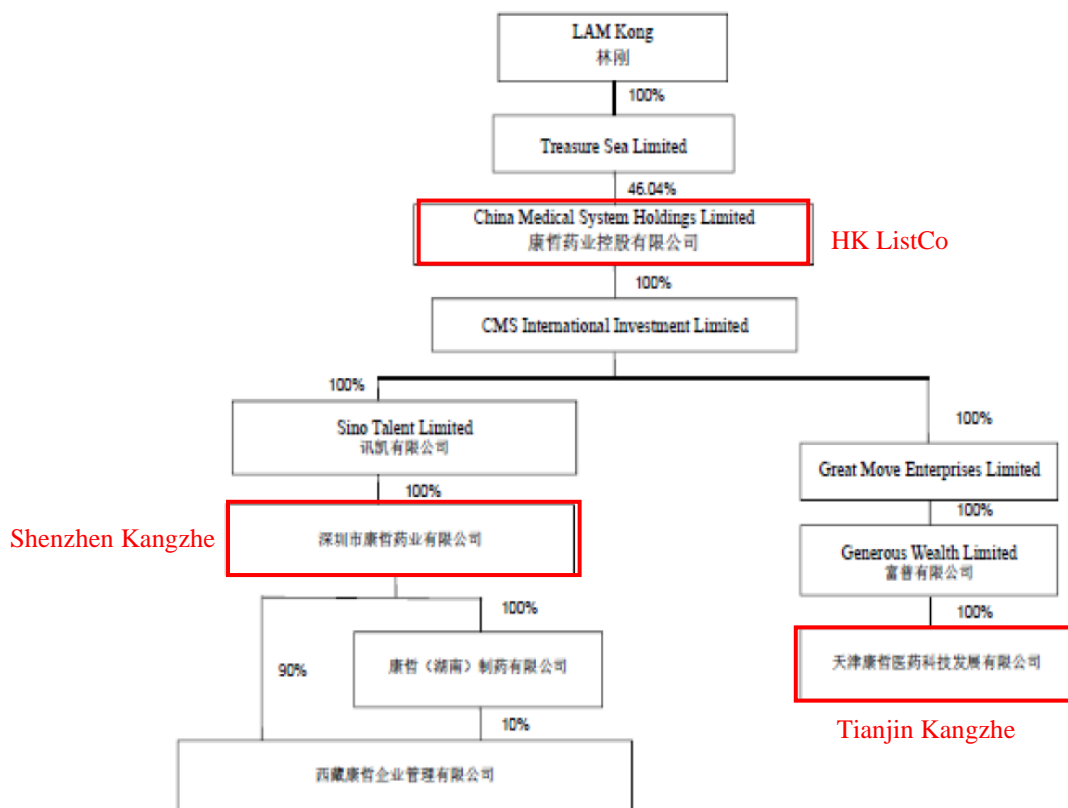 LAM Kong
林刚
100%
Treasure Sea Limited
46.04%
China Medical System Holdings Limited
康哲药业控股有限公司
HK ListCo
100%
CMS International Investment Limited
100%
100%
Sino Talent Limited
讯凯有限公司
Great Move Enterprises Limited
100%
100%
Shenzhen Kangzhe
深圳市康哲药业有限公司
Generous Wealth Limited
富普有限公司
100%
100%
90%
康哲（湖南）制药有限公司
天津康哲医药科技发展有限公司
10%
Tianjin Kangzhe
西藏康哲企业管理有限公司